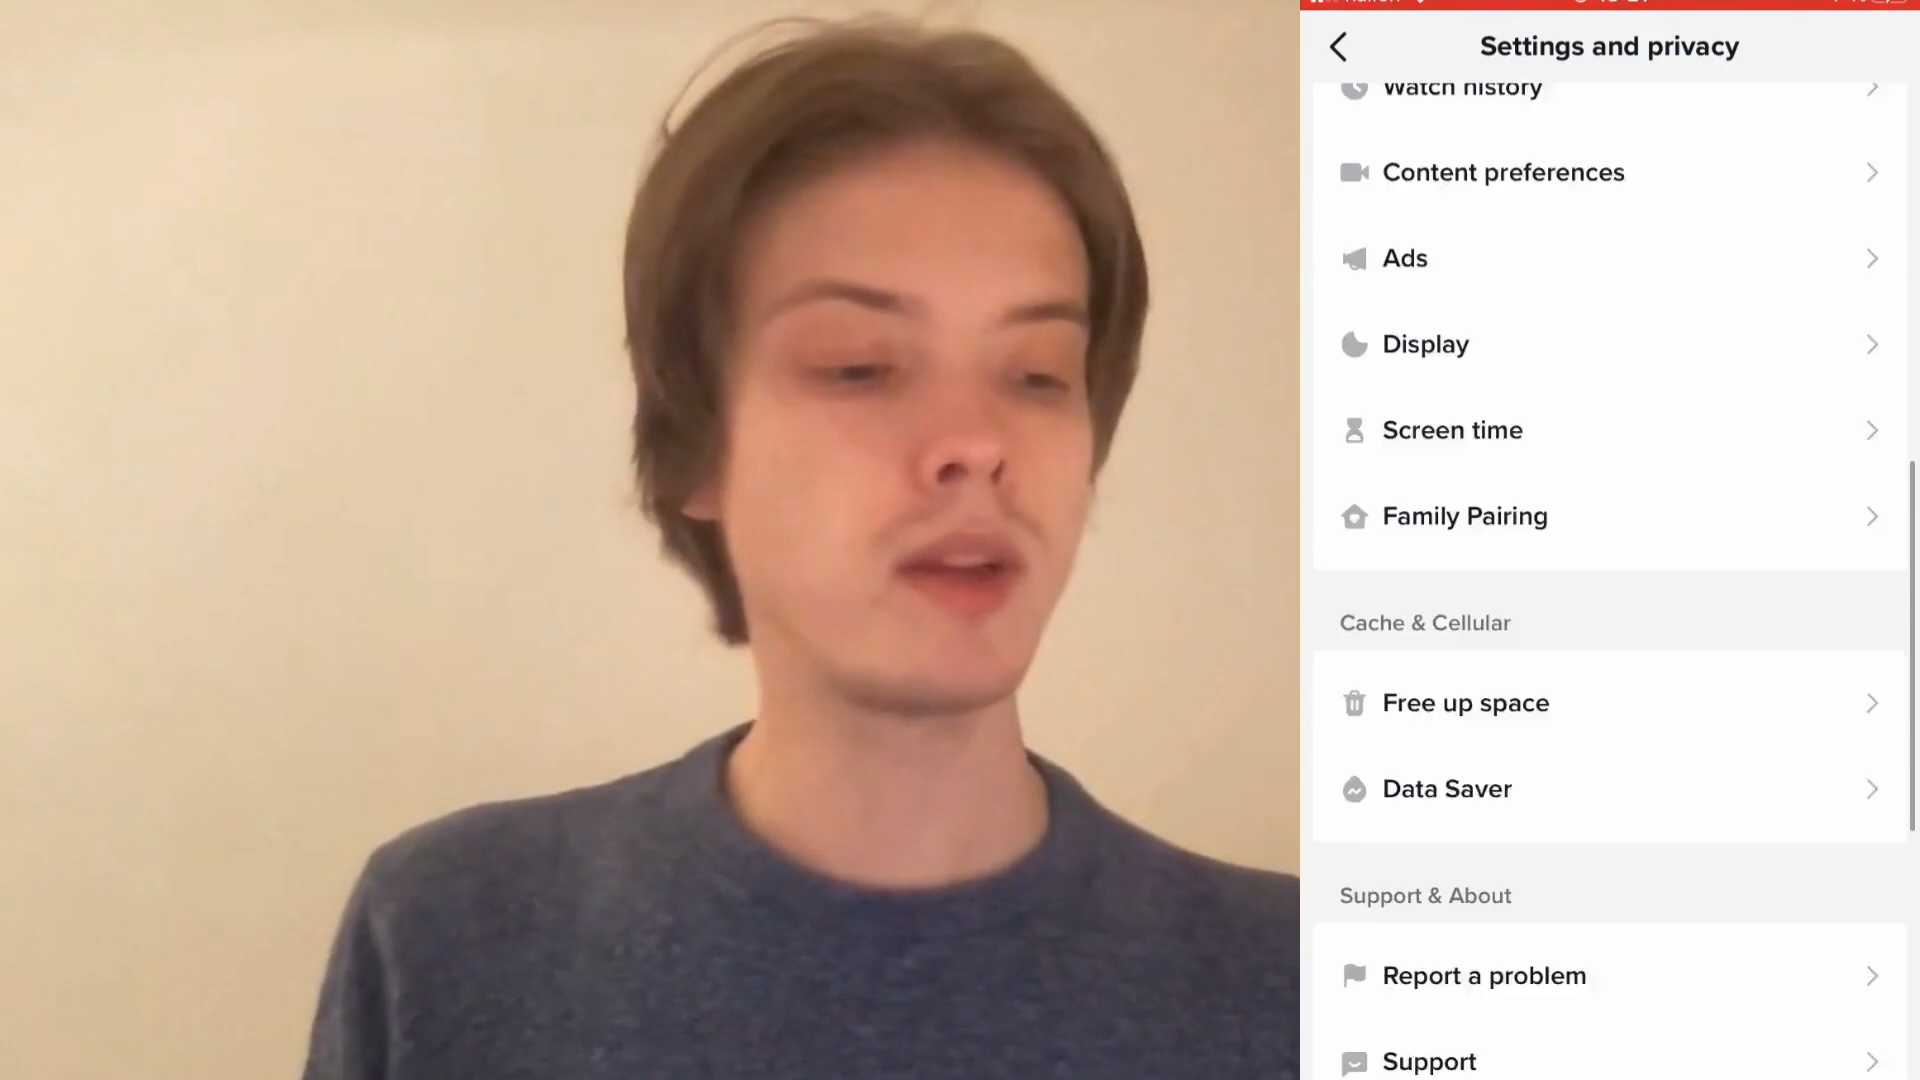 Settings and privacy
Watch history
Content preferences
Ads
Display
Screen time
Family Pairing
Cache & Cellular
Free up space
Data Saver
Support & About
Report a problem
Support